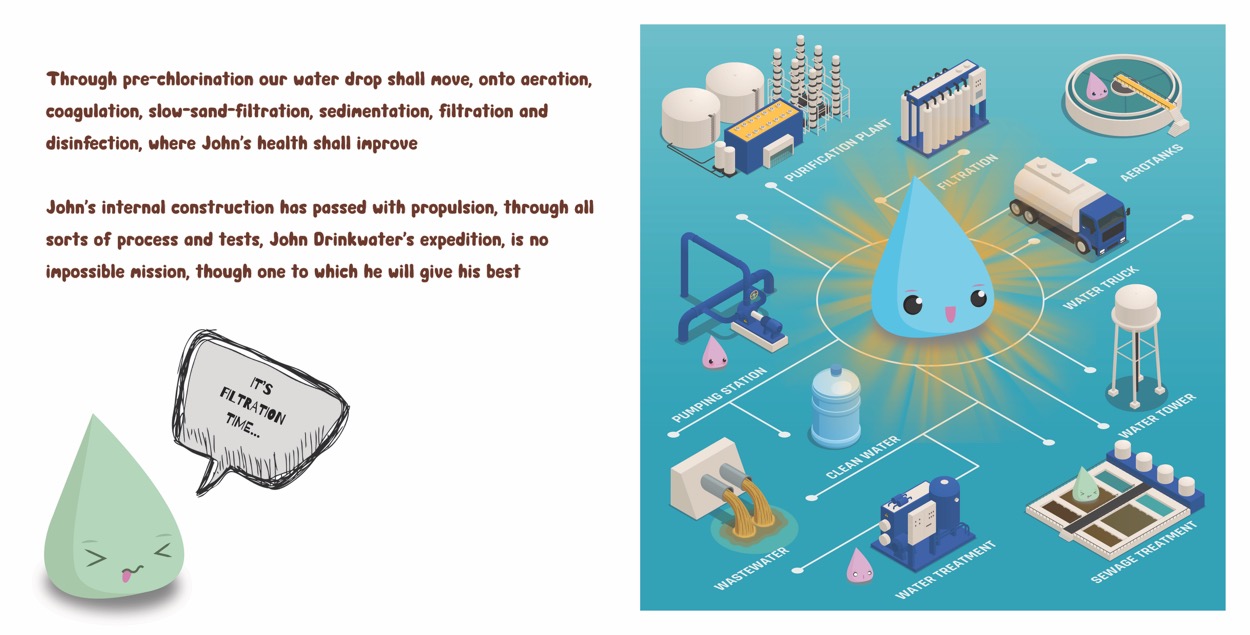 Through pre-chlorination our water drop shall move, onto aeration,
coagulation, slow-sand-filtration, sedimentation, filtration and
disinfection, where John's health shall improve
John's internal construction has passed with propulsion, through all
sorts of process and tests, John Drinkwater's expedition, is no
impossible mission, though one to which he will give his best
IT'S
FILTRATION
TIME...
PURIFICATION PLANT
FILTRATION
AEROTANKS
WATER TRUCK
PUMPING STATION
CLEAN WATER
WATER TOWER
WASTEWATER
WATER TREATMENT
SEWAGE TREATMENT